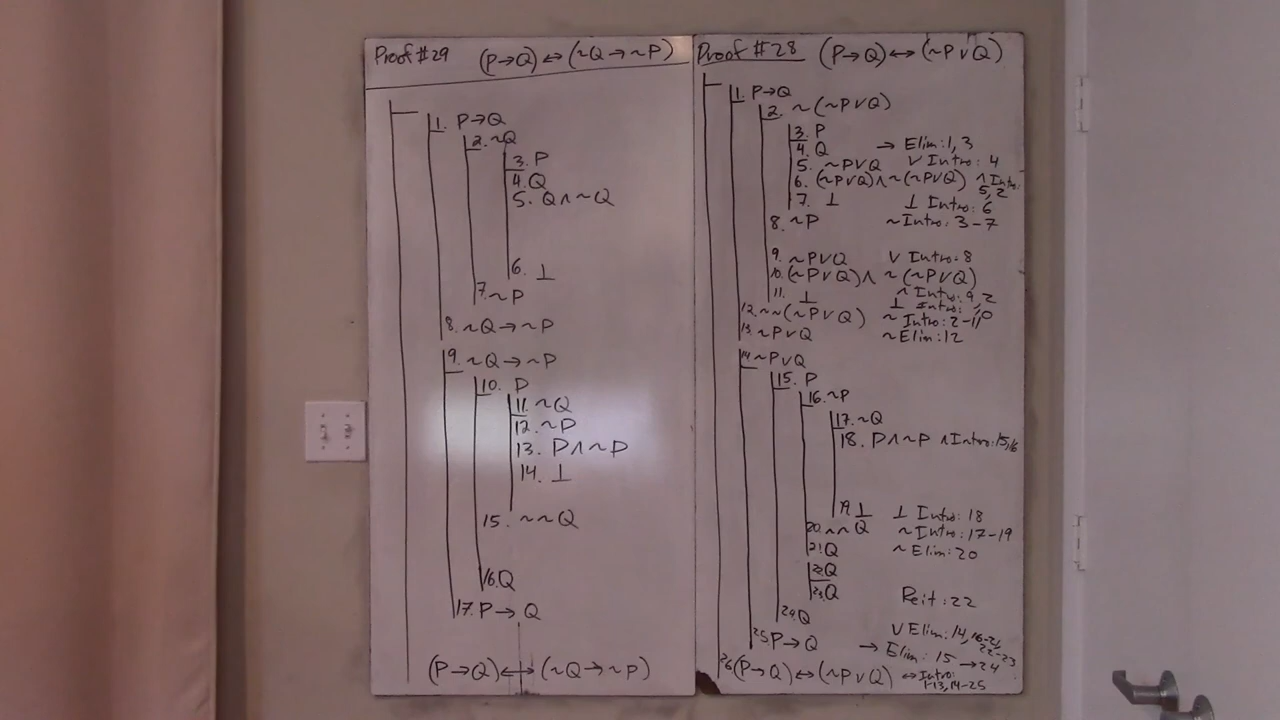 Proof #29 (P→Q) ↔ (~Q→~P)
1. P→Q
2. ~Q
3. P
4. Q
5. Q∧~Q
6. ⊥
7. ~P
8. ~Q→~P
9. ~Q→~P
10. P
11. ~Q
12. ~P
13. P∧~P
14. ⊥
15. ~~Q
16. Q
17. P→Q
(P→Q)↔(~Q→~P)
Proof #28 (P→Q)↔(~P∨Q)
1. P→Q
2. ~(~P∨Q)
3. P
4. Q → Elim: 1, 3
5. ~P∨Q ∨ Intro: 4
6. (~P∨Q)∧~(~P∨Q) ∧ Intro: 5, 2
7. ⊥ ⊥ Intro: 6
8. ~P ~Intro: 3-7
9. ~P∨Q ∨ Intro: 8
10. (~P∨Q)∧~(~P∨Q)
∧ Intro: 9, 2
11. ⊥ ⊥ Intro: 10
12. ~~(~P∨Q) ~ Intro: 2-11
13. ~P∨Q ~Elim: 12
14. ~P∨Q
15. P
16. ~P
17. ~Q
18. P∧~P ∧Intro: 15, 16
19. ⊥ ⊥ Intro: 18
20. ~~Q ~Intro: 17-19
21. Q ~Elim: 20
22. Q
23. Q Reit: 22
24. Q ∨ Elim: 14, 16-21, 22-23
25. P→Q → Elim: 15→24
26. (P→Q)↔(~P∨Q) ↔Intro: 1-13, 14-25